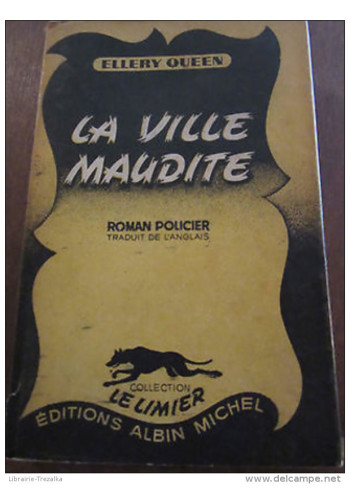 ELLERY QUEEN
LA VILLE
MAUDITE
ROMAN POLICIER
TRADUIT DE L'ANGLAIS
COLLECTION
LE LIMIER
ÉDITIONS ALBIN MICHEL
Librairie-Trezalka
delcampe.net